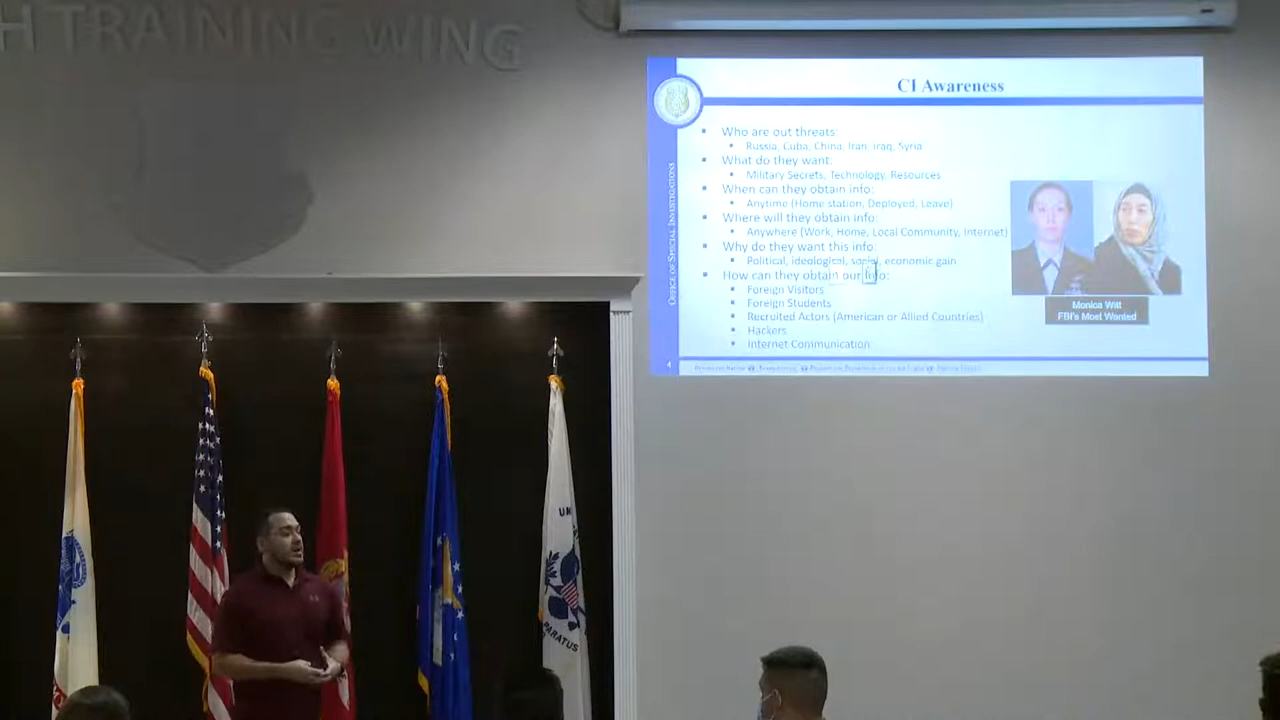 H TRAINING WING
CI Awareness
Who are out threats:
Russia, Cuba, China, Iran, Iraq, Syria
What do they want:
Military Secrets, Technology, Resources
When can they obtain info:
Anytime (Home station, Deployed, Leave)
Where will they obtain info:
Anywhere (Work, Home, Local Community, Internet)
Why do they want this info:
Political, ideological, social, economic gain
How can they obtain our info:
Foreign Visitors
Foreign Students
Recruited Actors (American or Allied Countries)
Hackers
Internet Communication
Monica Witt
FBI's Most Wanted
OFFICE OF SPECIAL INVESTIGATIONS
4
UN
PARATUS